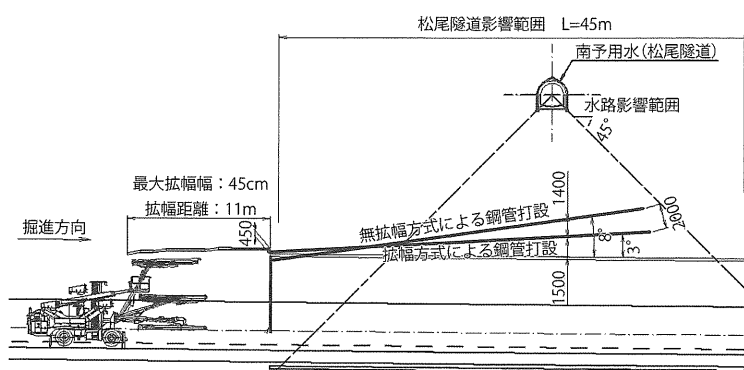 松尾隧道影響範囲 L=45m
南予用水(松尾隧道)
水路影響範囲
45°
最大拡幅幅:45cm
拡幅距離:11m
掘進方向
450
無拡幅方式による鋼管打設
拡幅方式による鋼管打設
1400
2000
8°
3°
1500